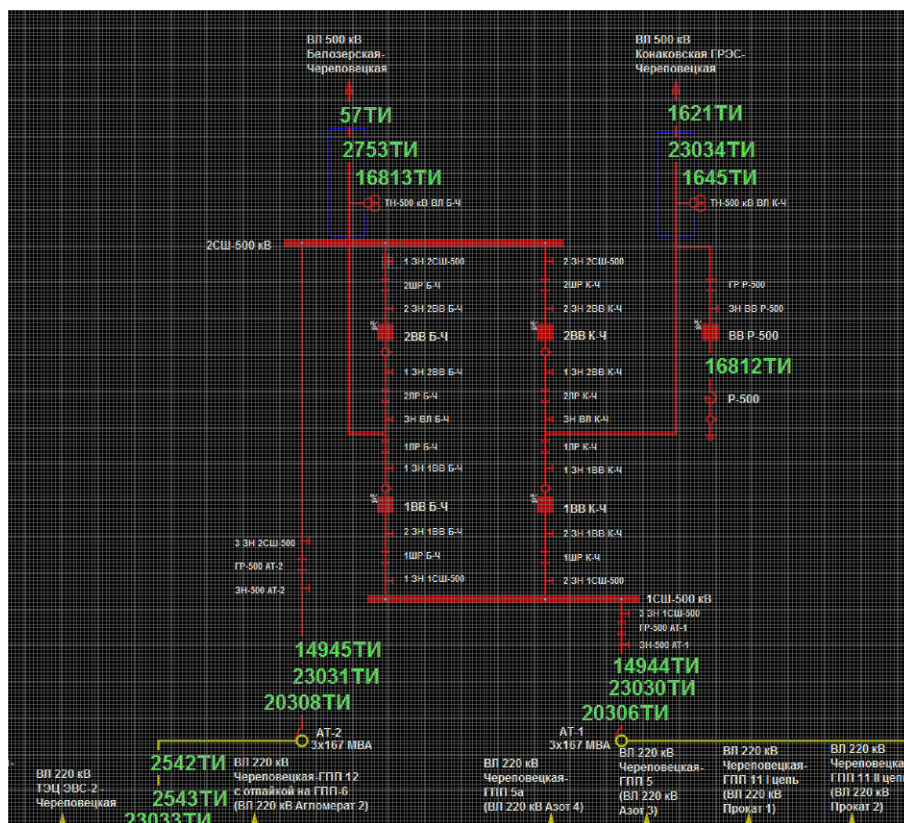 ВЛ 500 кВ
Белозерская-
Череповецкая
ВЛ 500 кВ
Конаковская ГРЭС-
Череповецкая
57ТИ
2753ТИ
16813ТИ
ТН-500 кВ ВЛ Б-Ч
1621ТИ
23034ТИ
1645ТИ
ТН-500 кВ ВЛ К-Ч
2СШ-500 кВ
1 ЗН 2СШ-500
2ШР Б-Ч
2 ЗН 2ВВ Б-Ч
2ВВ Б-Ч
1 ЗН 2ВВ Б-Ч
2ЛР Б-Ч
ЗН ВЛ Б-Ч
1ЛР Б-Ч
1 ЗН 1ВВ Б-Ч
1ВВ Б-Ч
2 ЗН 1ВВ Б-Ч
1ШР Б-Ч
1 ЗН 1СШ-500
2 ЗН 2СШ-500
2ШР К-Ч
2 ЗН 2ВВ К-Ч
2ВВ К-Ч
1 ЗН 2ВВ К-Ч
2ЛР К-Ч
ЗН ВЛ К-Ч
1ЛР К-Ч
1 ЗН 1ВВ К-Ч
1ВВ К-Ч
2 ЗН 1ВВ К-Ч
1ШР К-Ч
2 ЗН 1СШ-500
ГР Р-500
ЗН ВВ Р-500
ВВ Р-500
16812ТИ
Р-500
3 ЗН 2СШ-500
ГР-500 АТ-2
ЗН-500 АТ-2
1СШ-500 кВ
3 ЗН 1СШ-500
ГР-500 АТ-1
ЗН-500 АТ-1
14945ТИ
23031ТИ
20308ТИ
14944ТИ
23030ТИ
20306ТИ
АТ-2
3х167 МВА
АТ-1
3х167 МВА
2542ТИ
2543ТИ
23033ТИ
ВЛ 220 кВ
ТЭЦ ЭВС-2 -
Череповецкая
ВЛ 220 кВ
Череповецкая-ГПП 12
с отпайкой на ГПП-6
(ВЛ 220 кВ Агломерат 2)
ВЛ 220 кВ
Череповецкая-
ГПП 5а
(ВЛ 220 кВ Азот 4)
ВЛ 220 кВ
Череповецкая-
ГПП 5
(ВЛ 220 кВ
Азот 3)
ВЛ 220 кВ
Череповецкая-
ГПП 11 I цепь
(ВЛ 220 кВ
Прокат 1)
ВЛ 220 кВ
Череповецка
ГПП 11 II цеп
(ВЛ 220 кВ
Прокат 2)